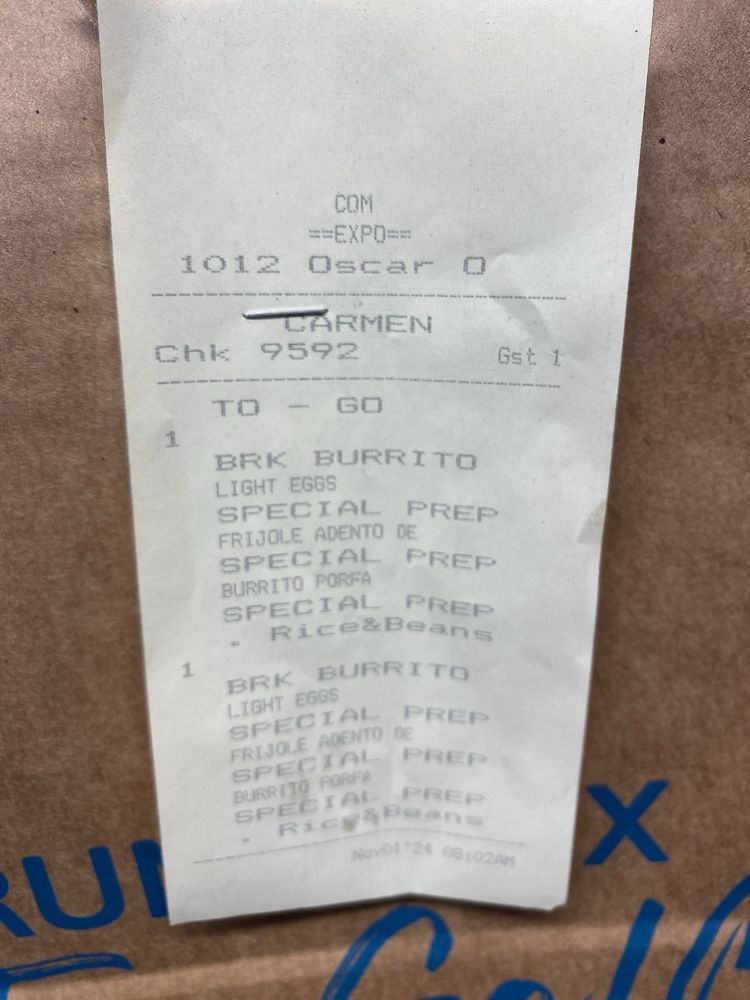 COM
==EXPO==
1012 Oscar O
CARMEN
Chk 9592 Gst 1
TO - GO
1
BRK BURRITO
LIGHT EGGS
SPECIAL PREP
FRIJOLE ADENTO DE
SPECIAL PREP
BURRITO PORFA
SPECIAL PREP
. Rice&Beans
1
BRK BURRITO
LIGHT EGGS
SPECIAL PREP
FRIJOLE ADENTO DE
SPECIAL PREP
BURRITO PORFA
SPECIAL PREP
. Rice&Beans
Nov01'24 08:02AM
X